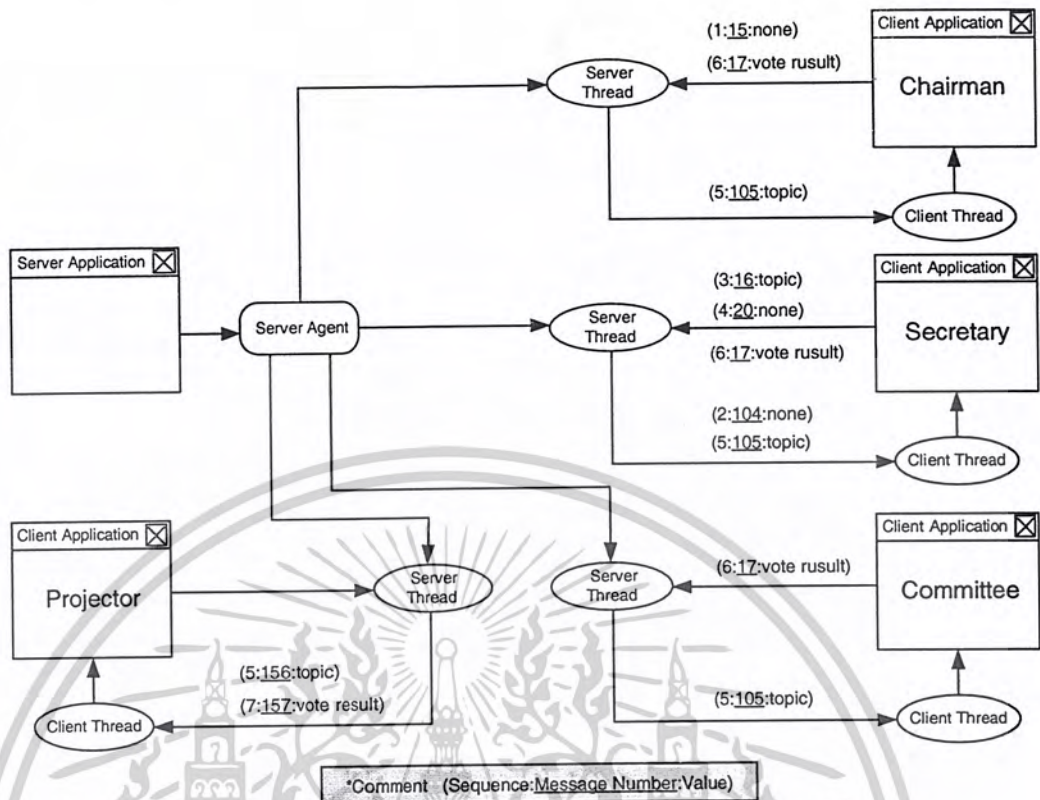 (1:15:none)
(6:17:vote rusult)
Client Application
Chairman
Server
Thread
(5:105:topic)
Client Thread
Server Application
Server Agent
Server
Thread
(3:16:topic)
(4:20:none)
(6:17:vote rusult)
Client Application
Secretary
(2:104:none)
(5:105:topic)
Client Thread
Client Application
Projector
Server
Thread
(5:156:topic)
(7:157:vote result)
Client Thread
Server
Thread
(6:17:vote rusult)
Client Application
Committee
(5:105:topic)
Client Thread
*Comment (Sequence:Message Number:Value)